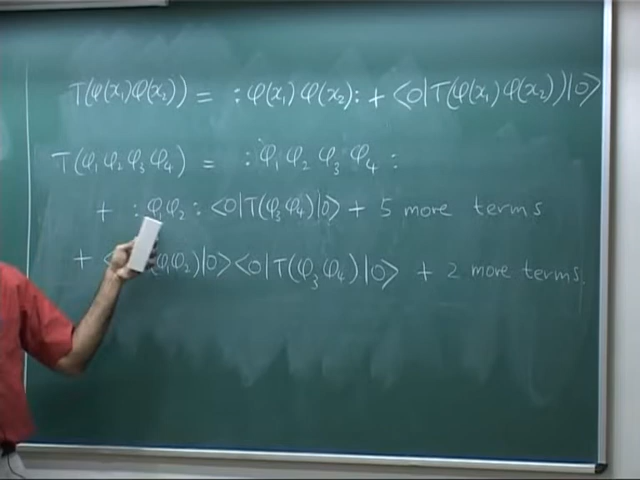 T(φ(x₁)φ(x₂)) = :φ(x₁)φ(x₂): + <0|T(φ(x₁)φ(x₂))|0>
T(φ₁φ₂φ₃φ₄) = :φ₁φ₂φ₃φ₄:
+ :φ₁φ₂: <0|T(φ₃φ₄)|0> + 5 more terms
+ < φ₂)|0><0|T(φ₃φ₄)|0> + 2 more terms.